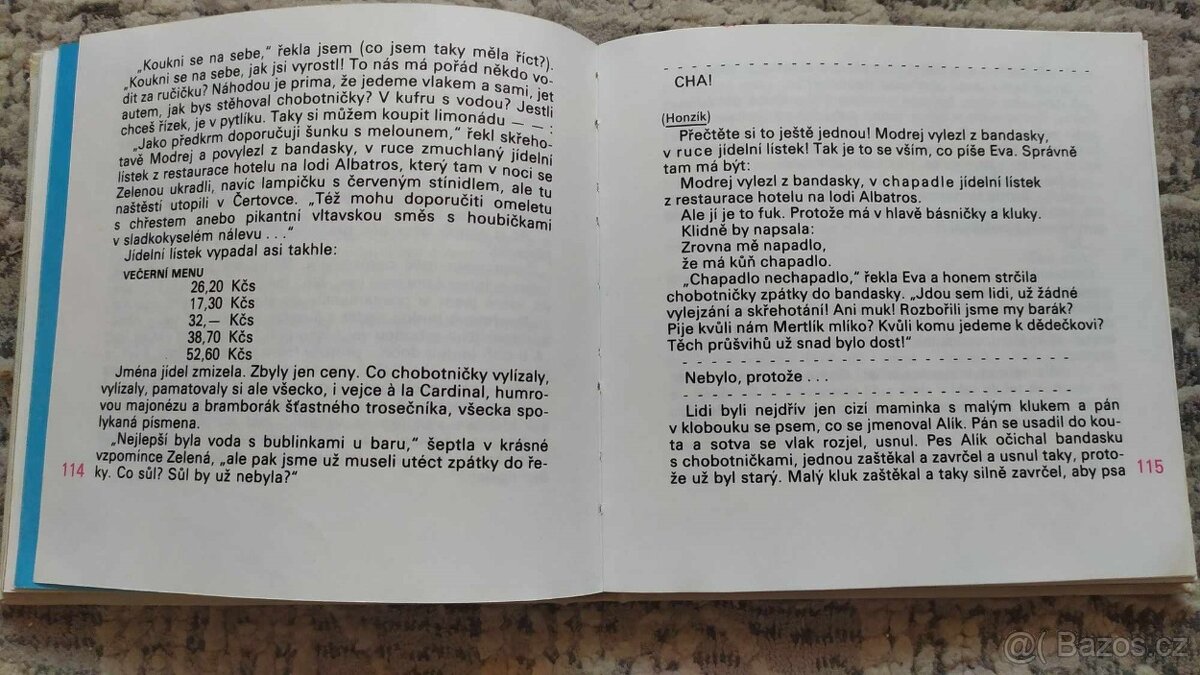 „Koukni se na sebe,“ řekla jsem (co jsem taky měla říct?).
„Koukni se na sebe, jak jsi vyrostl! To nás má pořád někdo vo-
dit za ručičku? Náhodou je prima, že jedeme vlakem a sami, jet
autem, jak bys stěhoval chobotničky? V kufru s vodou? Jestli
chceš řízek, je v pytlíku. Taky si můžem koupit limonádu — — :
„Jako předkrm doporučuji šunku s melounem,“ řekl skřeho-
tavě Modrej a povylezl z bandasky, v ruce zmuchlaný jídelní
lístek z restaurace hotelu na lodi Albatros, který tam v noci se
Zelenou ukradli, navíc lampičku s červeným stínidlem, ale tu
naštěstí utopili v Čertovce. „Též mohu doporučiti omeletu
s chřestem anebo pikantní vltavskou směs s houbičkami
v sladkokyselém nálevu . . .“
Jídelní lístek vypadal asi takhle:
VEČERNÍ MENU
26,20 Kčs
17,30 Kčs
32,— Kčs
38,70 Kčs
52,60 Kčs
Jména jídel zmizela. Zbyly jen ceny. Co chobotničky vylízaly,
vylízaly, pamatovaly si ale všecko, i vejce à la Cardinal, humro-
vou majonézu a bramborák šťastného trosečníka, všecka spo-
lykaná písmena.
„Nejlepší byla voda s bublinkami u baru,“ šeptla v krásné
vzpomínce Zelená, „ale pak jsme už museli utéct zpátky do ře-
ky. Co sůl? Sůl by už nebyla?“
114
CHA!
(Honzík)
Přečtěte si to ještě jednou! Modrej vylezl z bandasky,
v ruce jídelní lístek! Tak je to se vším, co píše Eva. Správně
tam má být:
Modrej vylezl z bandasky, v chapadle jídelní lístek
z restaurace hotelu na lodi Albatros.
Ale jí je to fuk. Protože má v hlavě básničky a kluky.
Klidně by napsala:
Zrovna mě napadlo,
že má kůň chapadlo.
„Chapadlo nechapadlo,“ řekla Eva a honem strčila
chobotničky zpátky do bandasky. „Jdou sem lidi, už žádné
vylejzání a skřehotání! Ani muk! Rozbořili jsme my barák?
Pije kvůli nám Mertlík mlíko? Kvůli komu jedeme k dědečkovi?
Těch průšvihů už snad bylo dost!“
Nebylo, protože . . .
Lidi byli nejdřív jen cizí maminka s malým klukem a pán
v klobouku se psem, co se jmenoval Alík. Pán se usadil do kou-
ta a sotva se vlak rozjel, usnul. Pes Alík očichal bandasku
s chobotničkami, jednou zaštěkal a zavrčel a usnul taky, proto-
že už byl starý. Malý kluk zaštěkal a taky silně zavrčel, aby psa
115
@( Bazos.cz